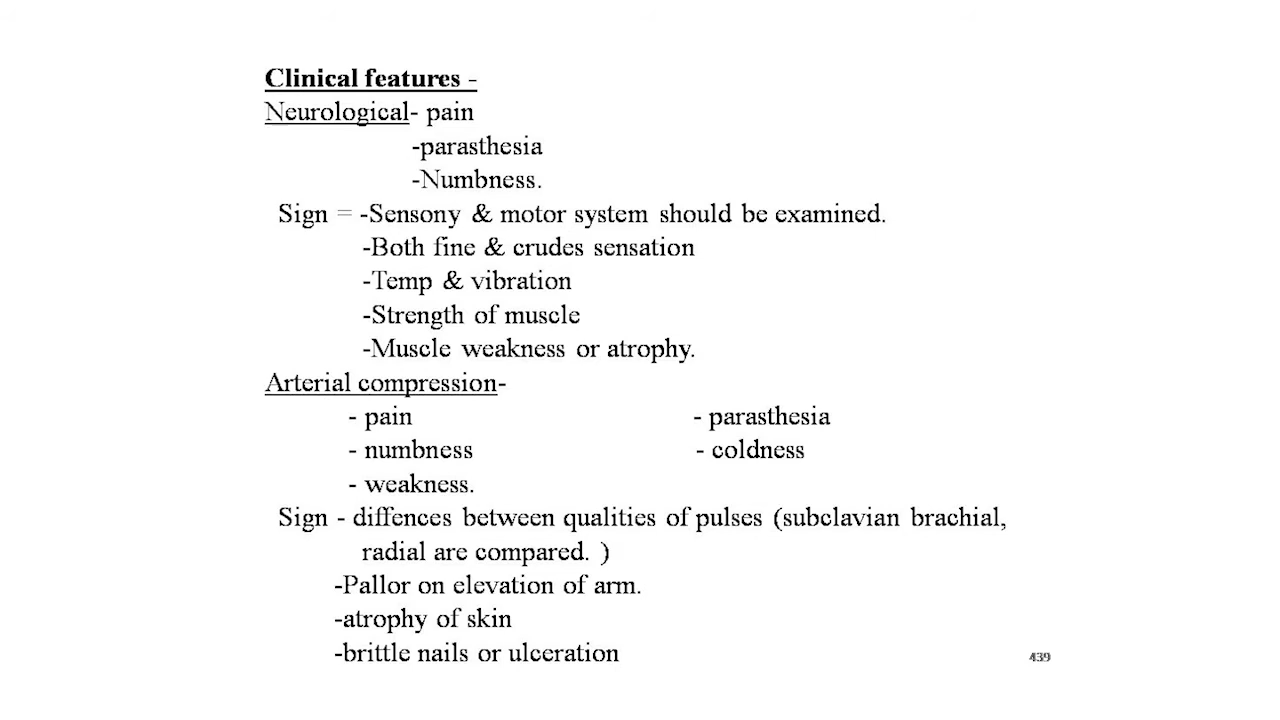 Clinical features -
Neurological- pain
-parasthesia
-Numbness.
Sign = -Sensony & motor system should be examined.
-Both fine & crudes sensation
-Temp & vibration
-Strength of muscle
-Muscle weakness or atrophy.
Arterial compression-
- pain - parasthesia
- numbness - coldness
- weakness.
Sign - diffences between qualities of pulses (subclavian brachial,
radial are compared. )
-Pallor on elevation of arm.
-atrophy of skin
-brittle nails or ulceration
439